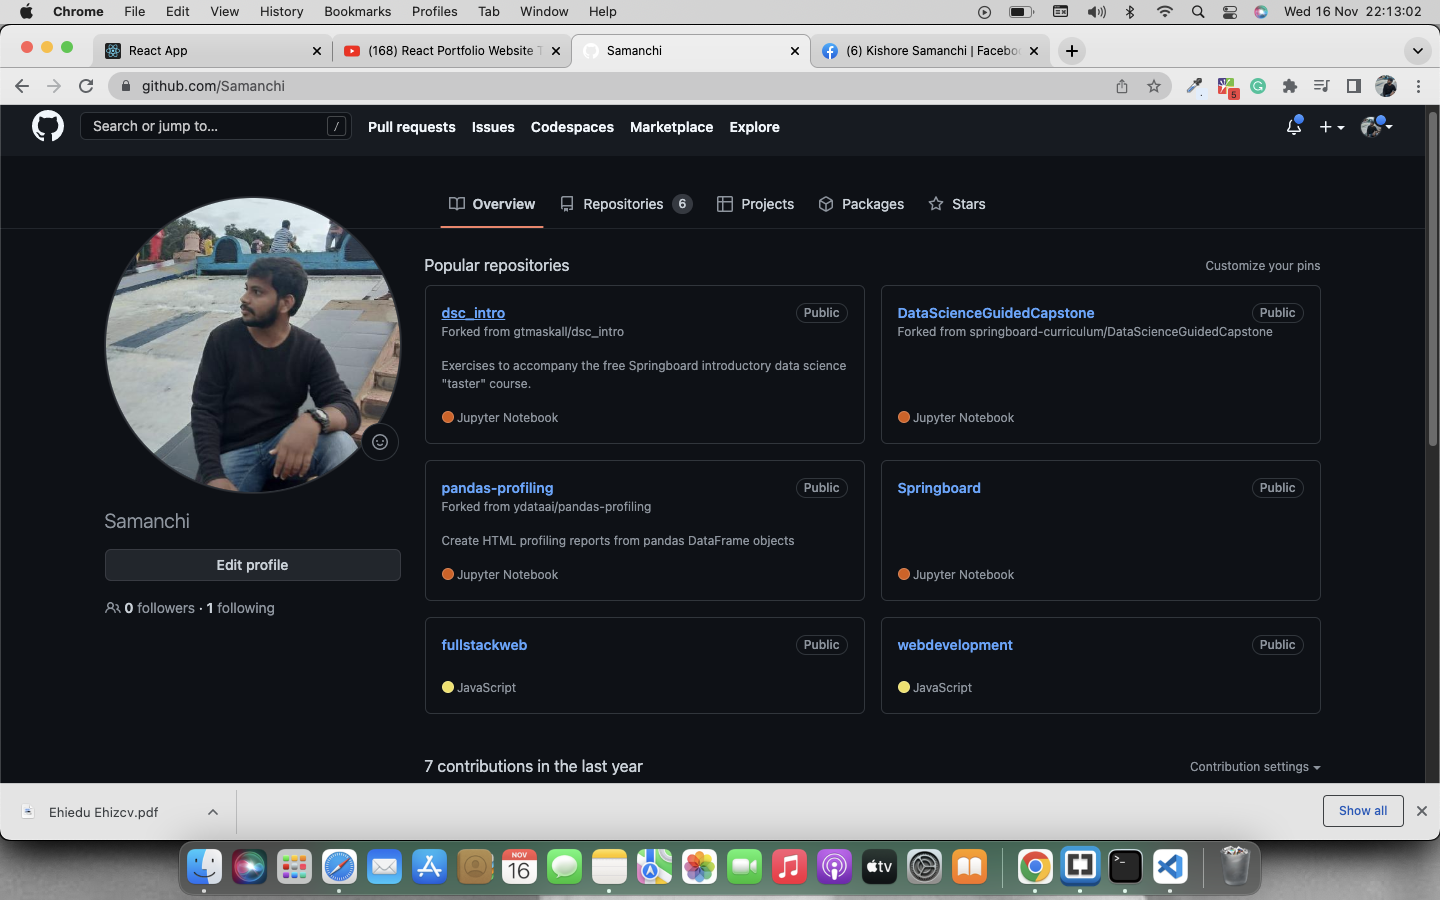 Chrome File Edit View History Bookmarks Profiles Tab Window Help Wed 16 Nov 22:13:02
React App (168) React Portfolio Website Samanchi (6) Kishore Samanchi | Facebo
github.com/Samanchi 5
Search or jump to... / Pull requests Issues Codespaces Marketplace Explore
Overview Repositories 6 Projects Packages Stars
Popular repositories Customize your pins
dsc_intro Public
Forked from gtmaskall/dsc_intro
Exercises to accompany the free Springboard introductory data science
"taster" course.
Jupyter Notebook
DataScienceGuidedCapstone Public
Forked from springboard-curriculum/DataScienceGuidedCapstone
Jupyter Notebook
pandas-profiling Public
Forked from ydataai/pandas-profiling
Create HTML profiling reports from pandas DataFrame objects
Jupyter Notebook
Springboard Public
Jupyter Notebook
fullstackweb Public
JavaScript
webdevelopment Public
JavaScript
Samanchi
Edit profile
0 followers · 1 following
7 contributions in the last year Contribution settings
Ehiedu Ehizcv.pdf Show all
NOV
16
tv